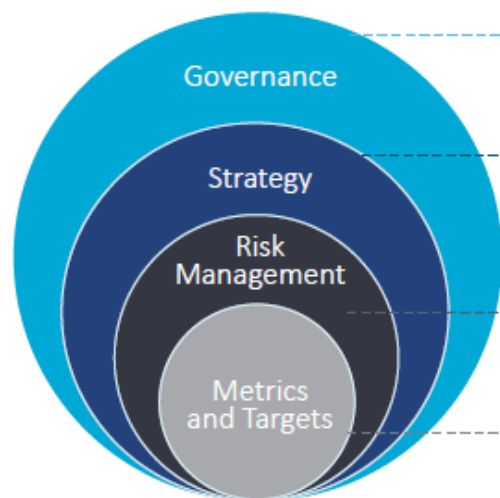 Governance
Strategy
Risk
Management
Metrics
and Targets